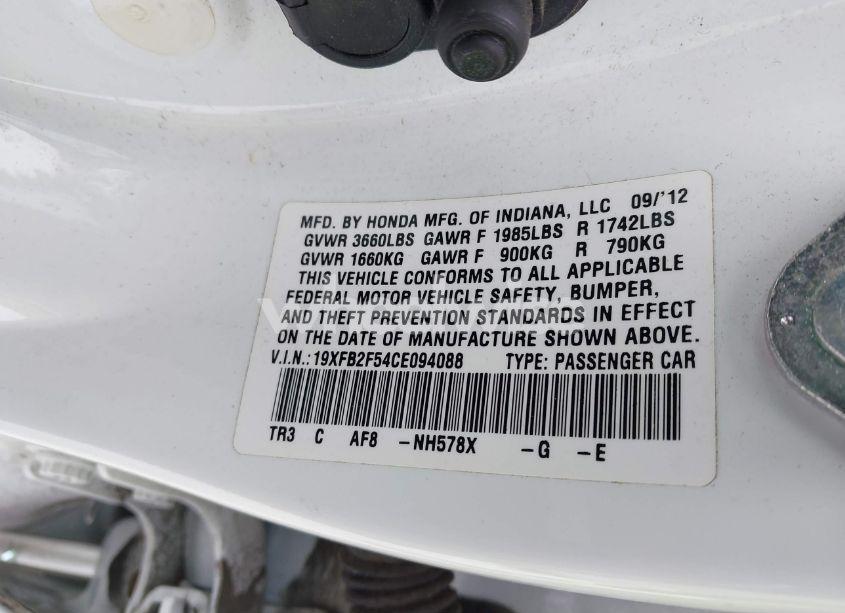 MFD. BY HONDA MFG. OF INDIANA, LLC 09/'12
GVWR 3660LBS GAWR F 1985LBS R 1742LBS
GVWR 1660KG GAWR F 900KG R 790KG
THIS VEHICLE CONFORMS TO ALL APPLICABLE
FEDERAL MOTOR VEHICLE SAFETY, BUMPER,
AND THEFT PREVENTION STANDARDS IN EFFECT
ON THE DATE OF MANUFACTURE SHOWN ABOVE.
V.I.N.:19XFB2F54CE094088 TYPE: PASSENGER CAR
TR3 C AF8 -NH578X -G -E